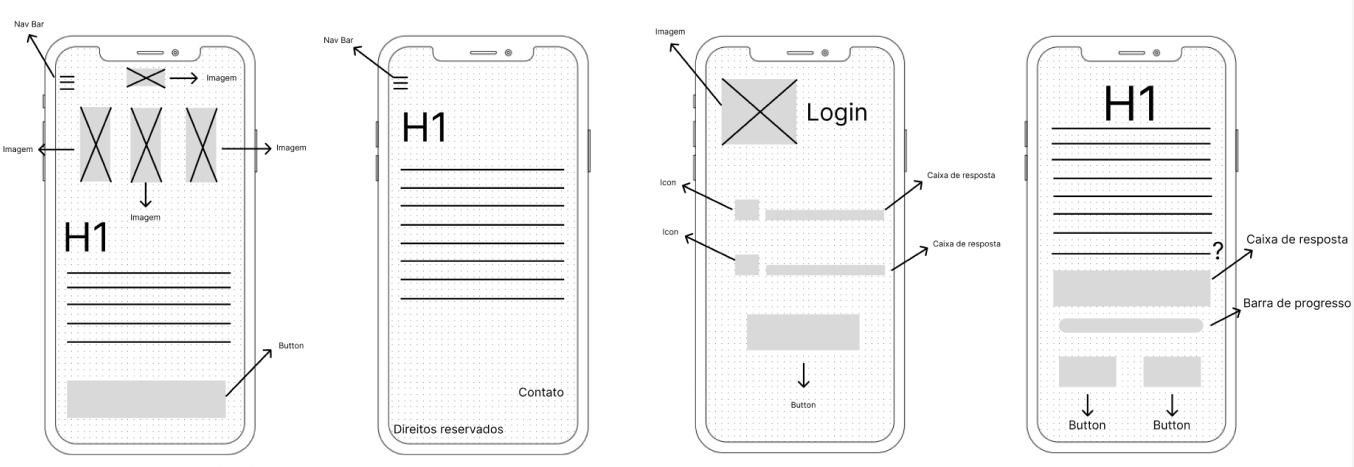 Nav Bar
Imagem
Imagem
Imagem
Imagem
H1
Button
Nav Bar
H1
Contato
Direitos reservados
Imagem
Login
Icon
Caixa de resposta
Icon
Caixa de resposta
Button
H1
?
Caixa de resposta
Barra de progresso
Button
Button